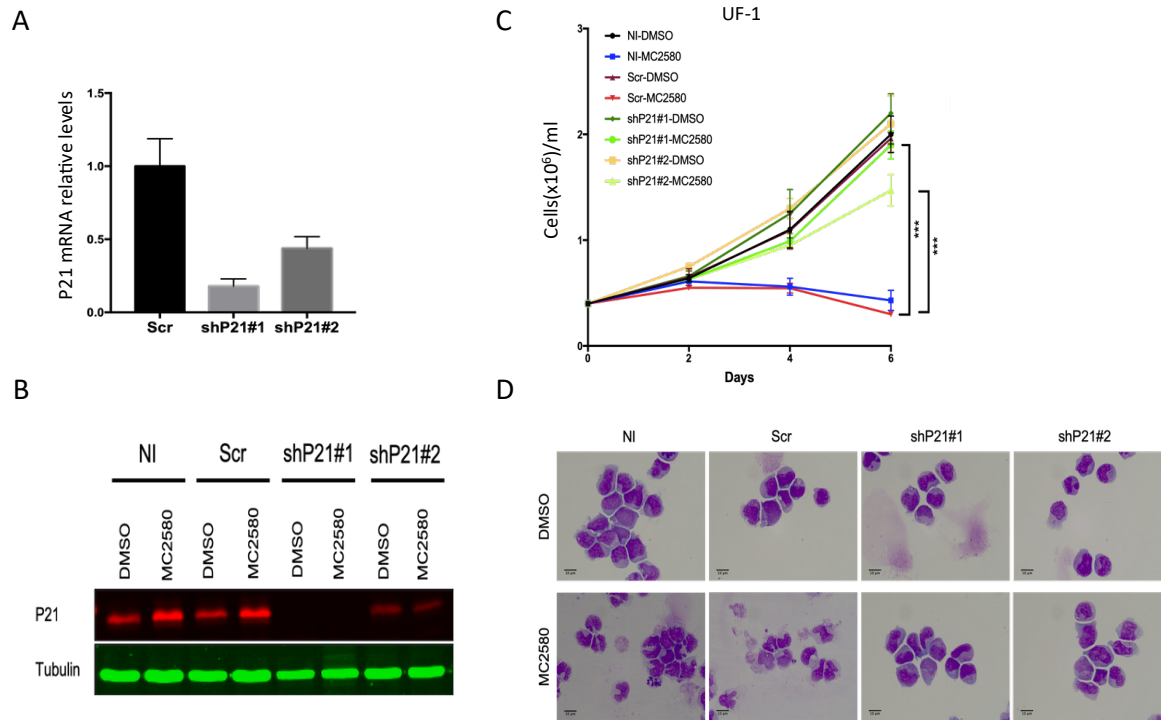 A
P21 mRNA relative levels
1.5
1.0
0.5
0.0
Scr
shP21#1
shP21#2
B
NI
Scr
shP21#1
shP21#2
DMSO
MC2580
DMSO
MC2580
DMSO
MC2580
DMSO
MC2580
P21
Tubulin
C
UF-1
Cells(x10⁶)/ml
3
2
1
0
NI-DMSO
NI-MC2580
Scr-DMSO
Scr-MC2580
shP21#1-DMSO
shP21#1-MC2580
shP21#2-DMSO
shP21#2-MC2580
***
***
0
2
4
6
Days
D
NI
Scr
shP21#1
shP21#2
DMSO
MC2580